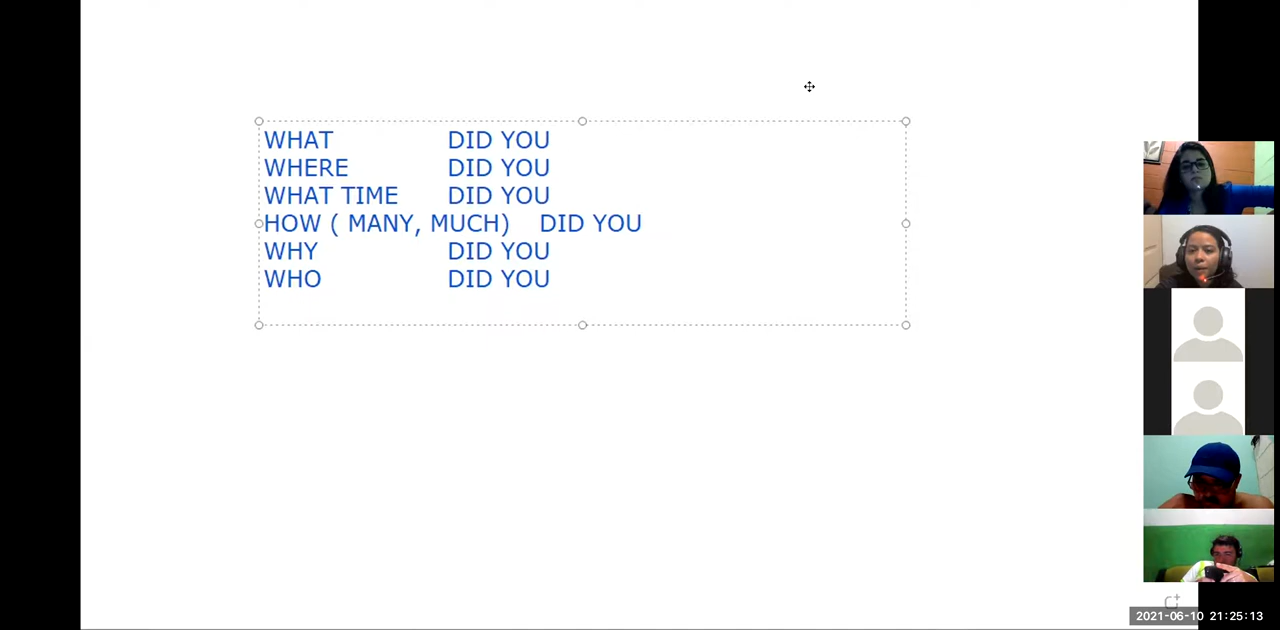 WHAT DID YOU
WHERE DID YOU
WHAT TIME DID YOU
HOW ( MANY, MUCH) DID YOU
WHY DID YOU
WHO DID YOU
2021-06-10 21:25:13